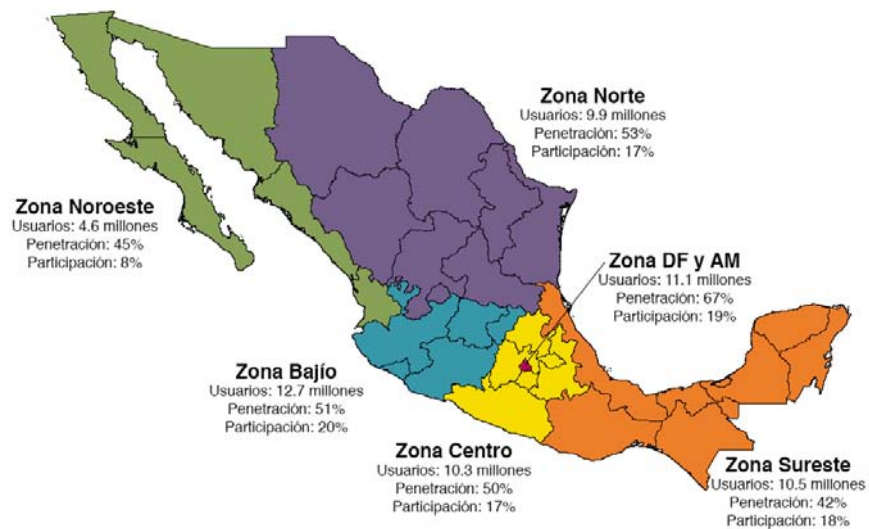 Zona Norte
Usuarios: 9.9 millones
Penetración: 53%
Participación: 17%
Zona Noroeste
Usuarios: 4.6 millones
Penetración: 45%
Participación: 8%
Zona DF y AM
Usuarios: 11.1 millones
Penetración: 67%
Participación: 19%
Zona Bajío
Usuarios: 12.7 millones
Penetración: 51%
Participación: 20%
Zona Centro
Usuarios: 10.3 millones
Penetración: 50%
Participación: 17%
Zona Sureste
Usuarios: 10.5 millones
Penetración: 42%
Participación: 18%